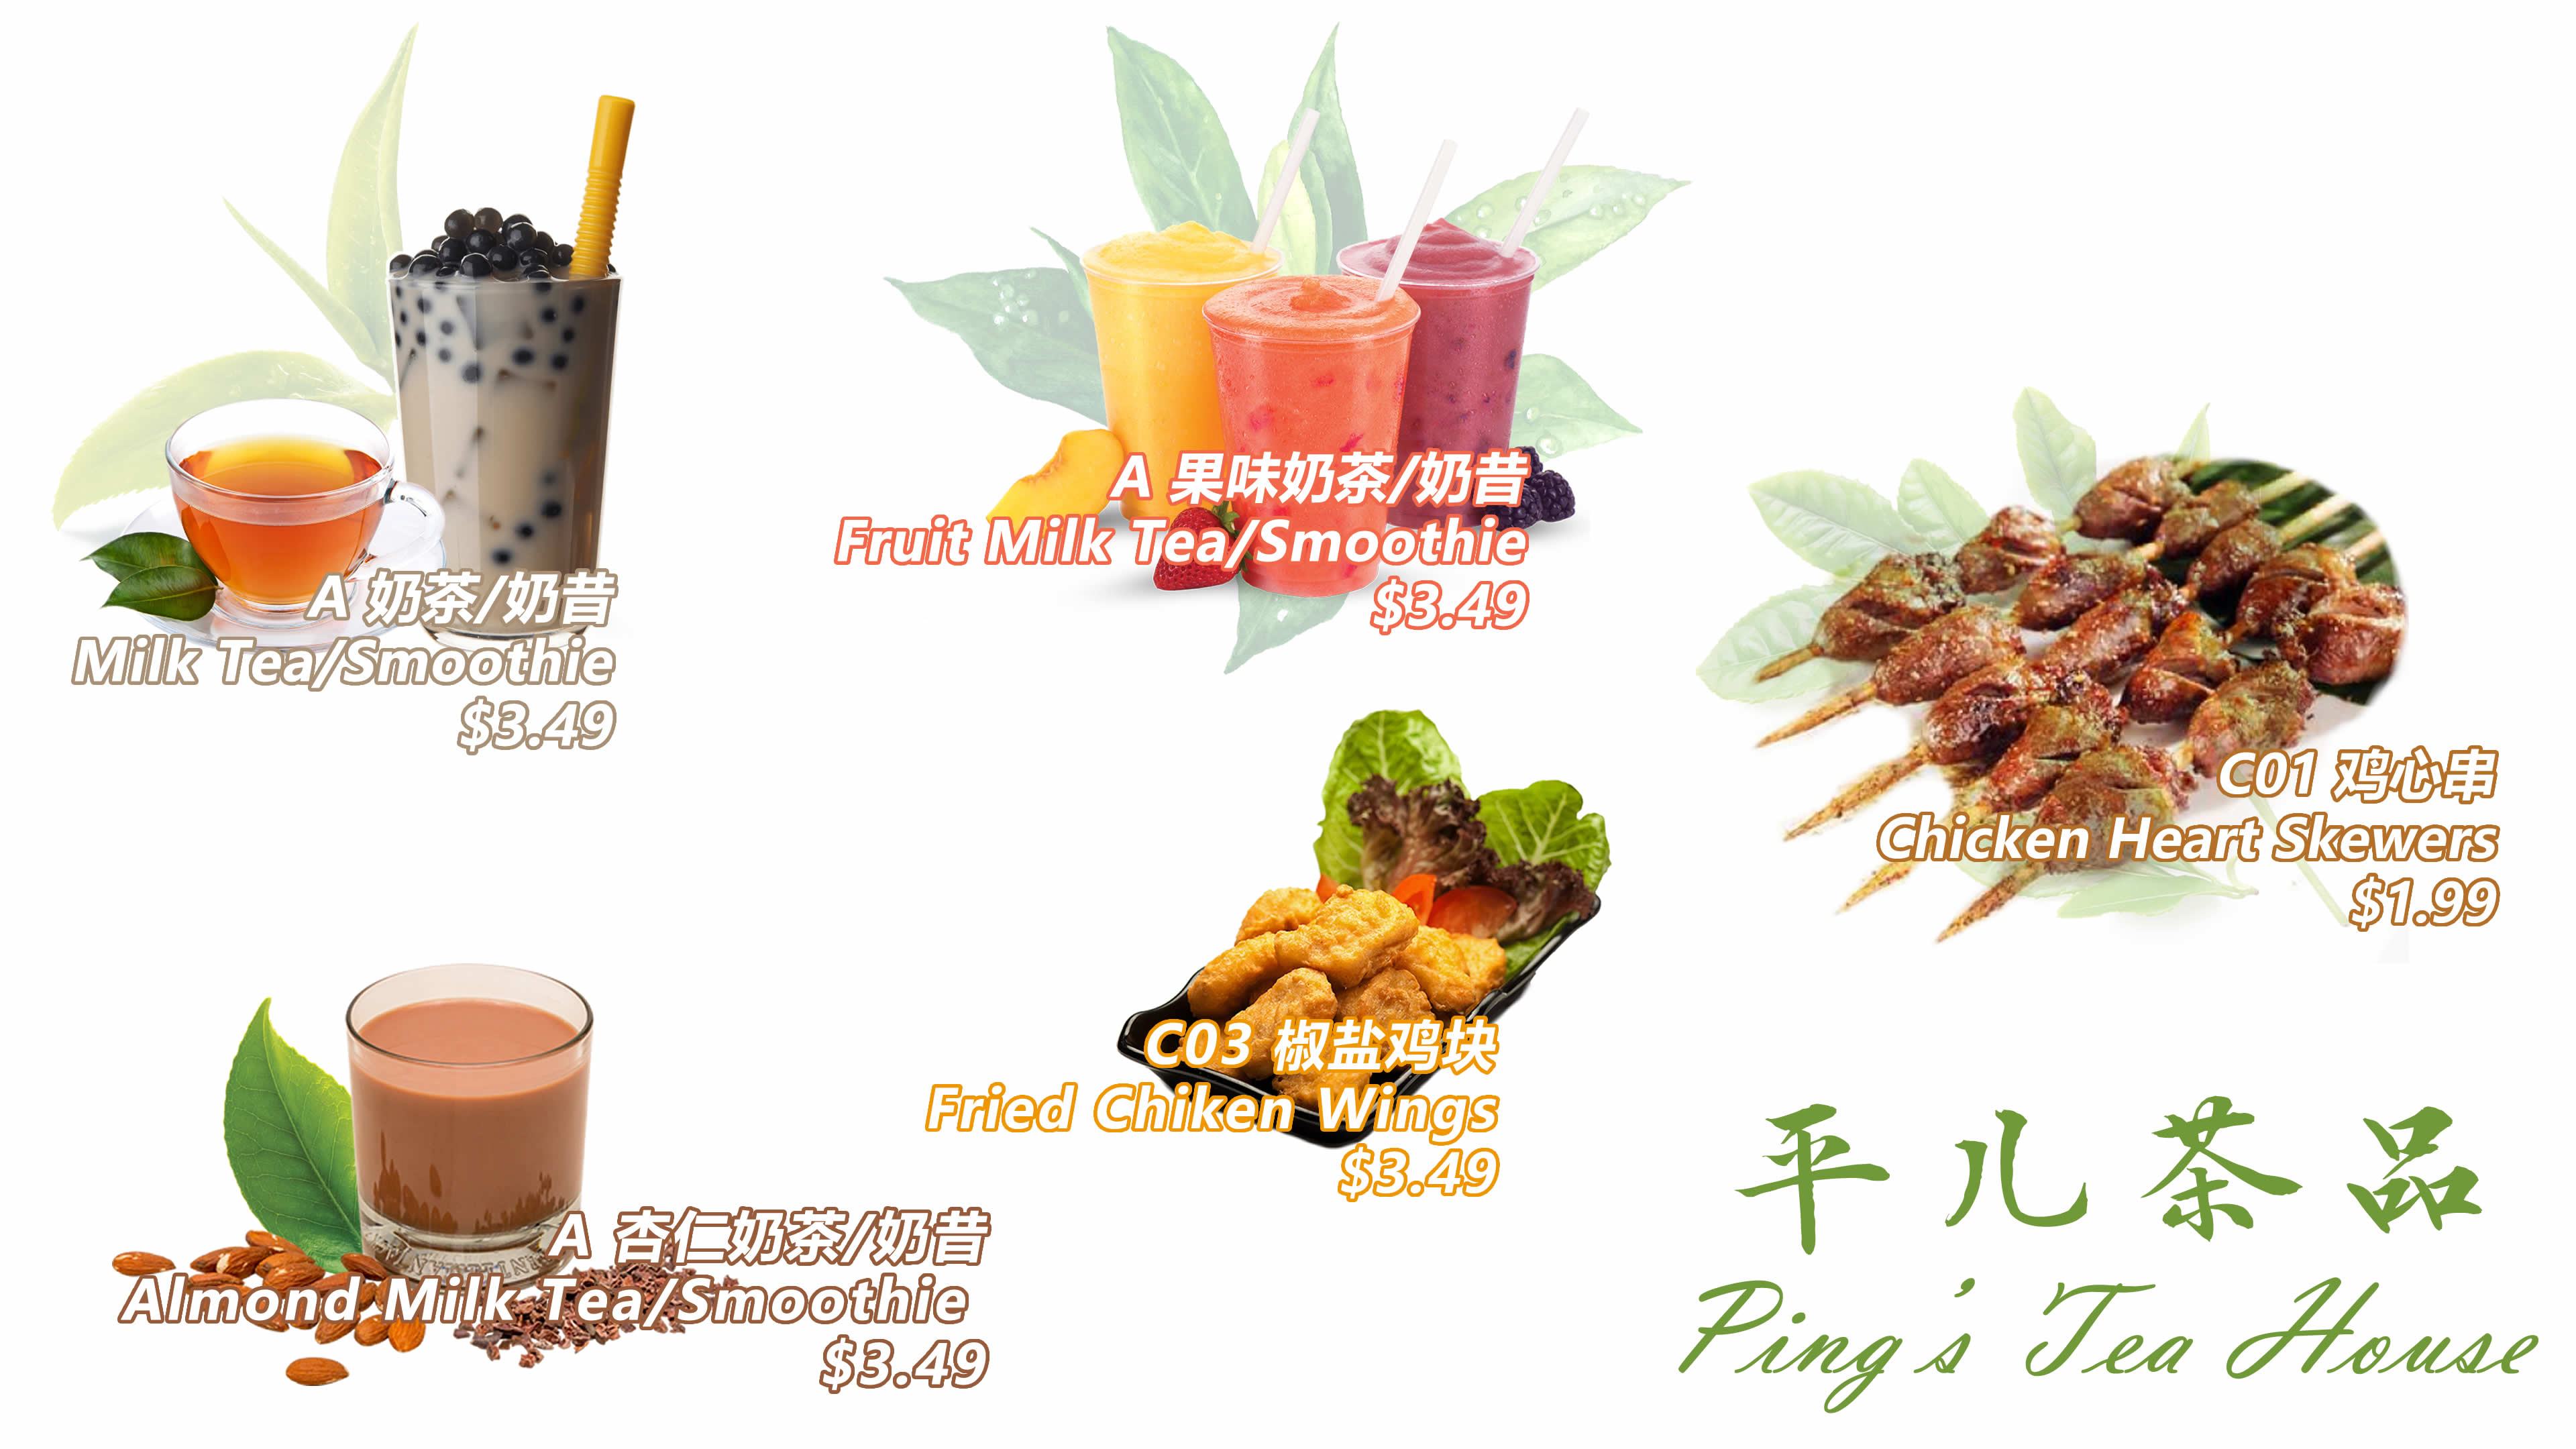 A 奶茶/奶昔
Milk Tea/Smoothie
$3.49
A 果味奶茶/奶昔
Fruit Milk Tea/Smoothie
$3.49
C01 鸡心串
Chicken Heart Skewers
$1.99
C03 椒盐鸡块
Fried Chiken Wings
$3.49
A 杏仁奶茶/奶昔
Almond Milk Tea/Smoothie
$3.49
平儿茶品
Ping's Tea House